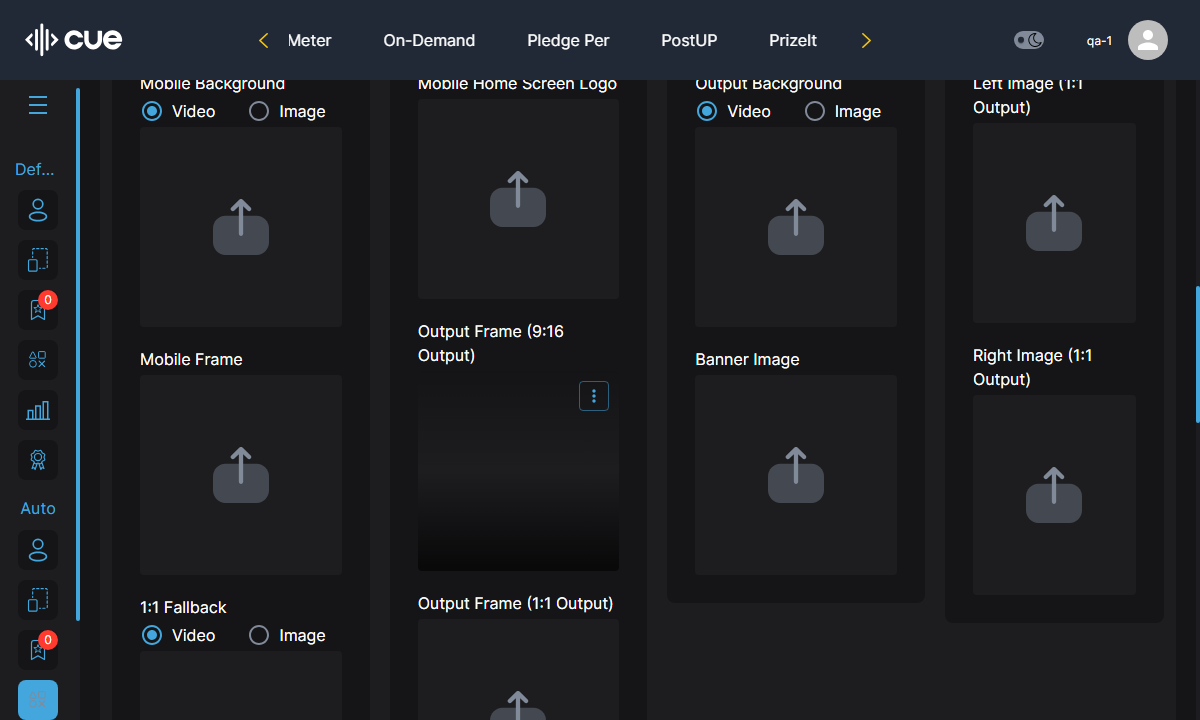 cue
Meter
On-Demand
Pledge Per
PostUP
PrizeIt
qa-1
Def...
0
Auto
0
Mobile Background
Video
Image
Mobile Frame
1:1 Fallback
Video
Image
Mobile Home Screen Logo
Output Frame (9:16
Output)
Output Frame (1:1 Output)
Output Background
Video
Image
Banner Image
Left Image (1:1
Output)
Right Image (1:1
Output)